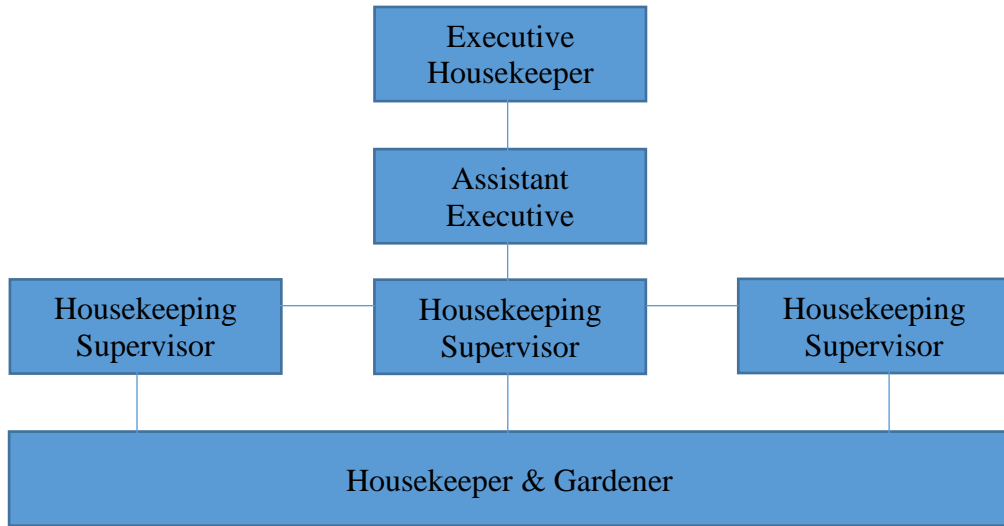 Executive
Housekeeper
Assistant
Executive
Housekeeping
Supervisor
Housekeeping
Supervisor
Housekeeping
Supervisor
Housekeeper & Gardener